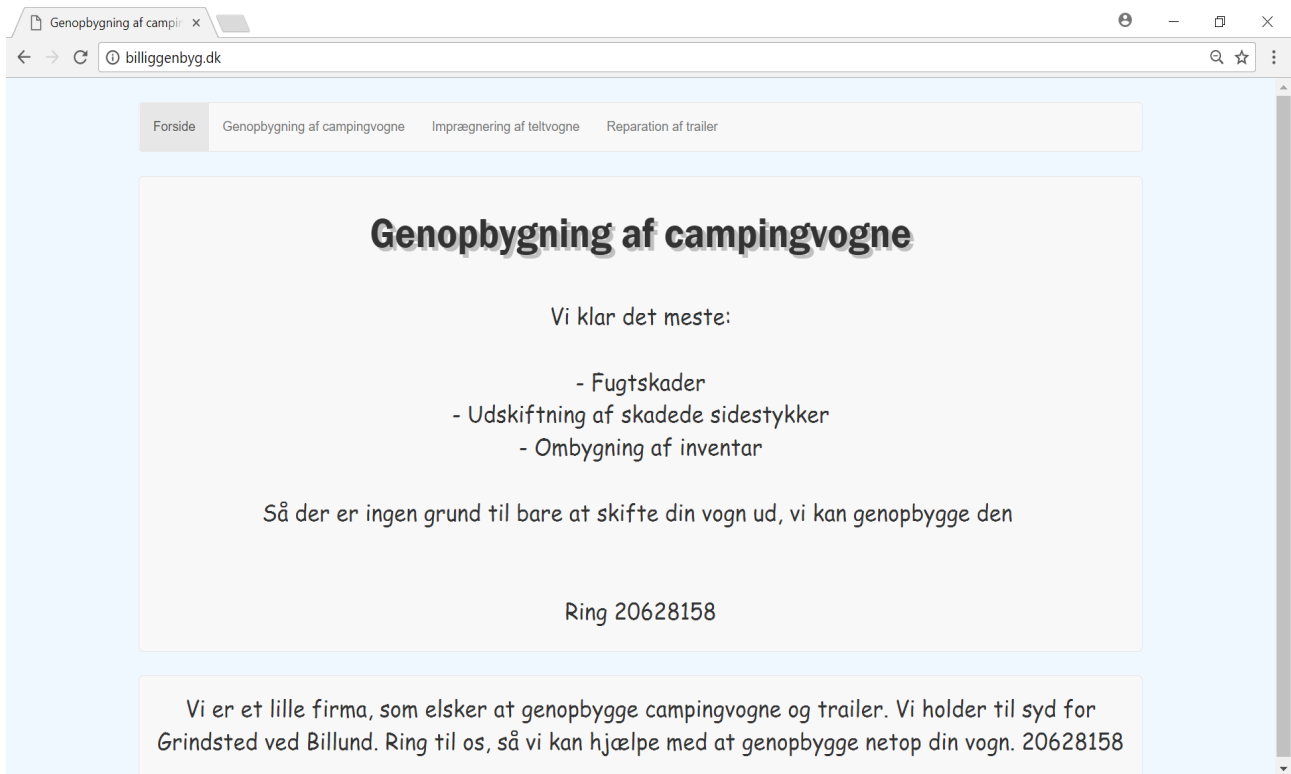 Genopbygning af campin
billiggenbyg.dk
Forside Genopbygning af campingvogne Imprægnering af teltvogne Reparation af trailer
Genopbygning af campingvogne
Vi klar det meste:
- Fugtskader
- Udskiftning af skadede sidestykker
- Ombygning af inventar
Så der er ingen grund til bare at skifte din vogn ud, vi kan genopbygge den
Ring 20628158
Vi er et lille firma, som elsker at genopbygge campingvogne og trailer. Vi holder til syd for
Grindsted ved Billund. Ring til os, så vi kan hjælpe med at genopbygge netop din vogn. 20628158